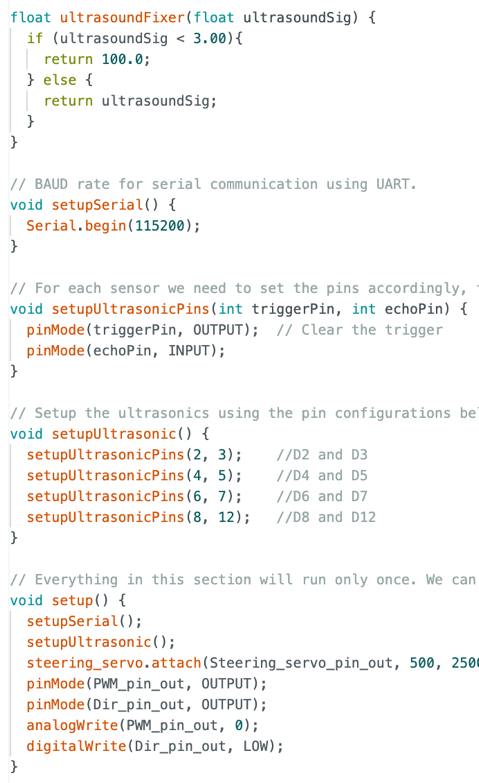 float ultrasoundFixer(float ultrasoundSig) {
  if (ultrasoundSig < 3.00){
    return 100.0;
  } else {
    return ultrasoundSig;
  }
}

// BAUD rate for serial communication using UART.
void setupSerial() {
  Serial.begin(115200);
}

// For each sensor we need to set the pins accordingly,
void setupUltrasonicPins(int triggerPin, int echoPin) {
  pinMode(triggerPin, OUTPUT);  // Clear the trigger
  pinMode(echoPin, INPUT);
}

// Setup the ultrasonics using the pin configurations bel
void setupUltrasonic() {
  setupUltrasonicPins(2, 3);    //D2 and D3
  setupUltrasonicPins(4, 5);    //D4 and D5
  setupUltrasonicPins(6, 7);    //D6 and D7
  setupUltrasonicPins(8, 12);   //D8 and D12
}

// Everything in this section will run only once. We can
void setup() {
  setupSerial();
  setupUltrasonic();
  steering_servo.attach(Steering_servo_pin_out, 500, 2500
  pinMode(PWM_pin_out, OUTPUT);
  pinMode(Dir_pin_out, OUTPUT);
  analogWrite(PWM_pin_out, 0);
  digitalWrite(Dir_pin_out, LOW);
}